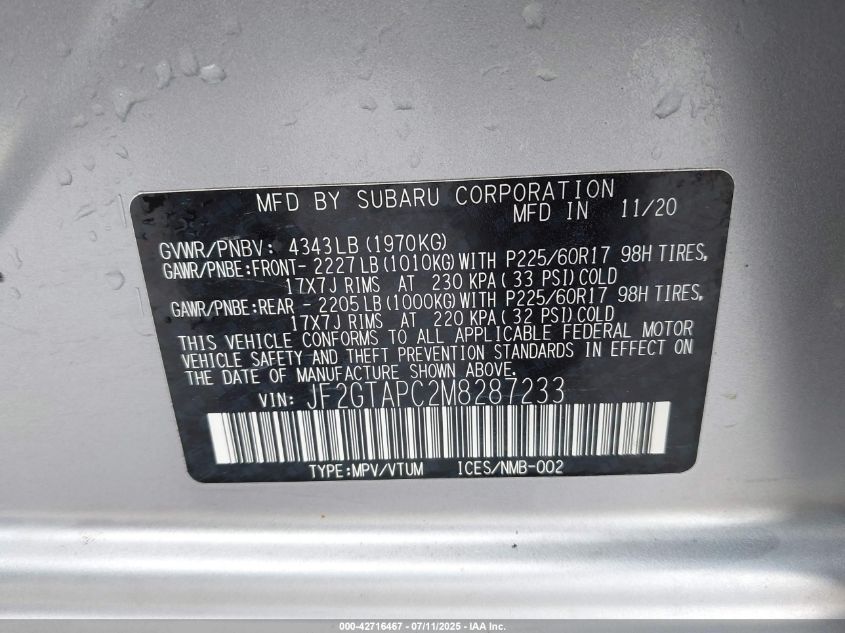 MFD BY SUBARU CORPORATION
MFD IN 11/20
GVWR/PNBV: 4343LB (1970KG)
GAWR/PNBE:FRONT- 2227LB (1010KG) WITH P225/60R17 98H TIRES,
17X7J RIMS AT 230 KPA (33 PSI) COLD
GAWR/PNBE:REAR - 2205LB (1000KG) WITH P225/60R17 98H TIRES,
17X7J RIMS AT 220 KPA (32 PSI) COLD
THIS VEHICLE CONFORMS TO ALL APPLICABLE FEDERAL MOTOR
VEHICLE SAFETY AND THEFT PREVENTION STANDARDS IN EFFECT ON
THE DATE OF MANUFACTURE SHOWN ABOVE.
VIN: JF2GTAPC2M8287233
TYPE:MPV/VTUM ICES/NMB-002
000-42716467 - 07/11/2025 - IAA Inc.